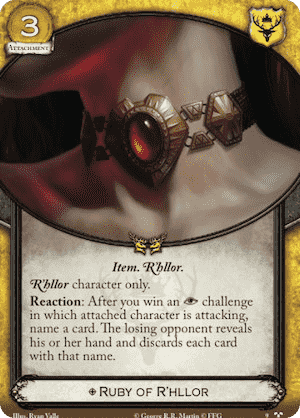 3
ATTACHMENT
Item. R'hllor.
R'hllor character only.
Reaction: After you win an challenge
in which attached character is attacking,
name a card. The losing opponent reveals
his or her hand and discards each card
with that name.
RUBY OF R'HLLOR
Illus. Ryan Valle
© George R.R. Martin © FFG
9